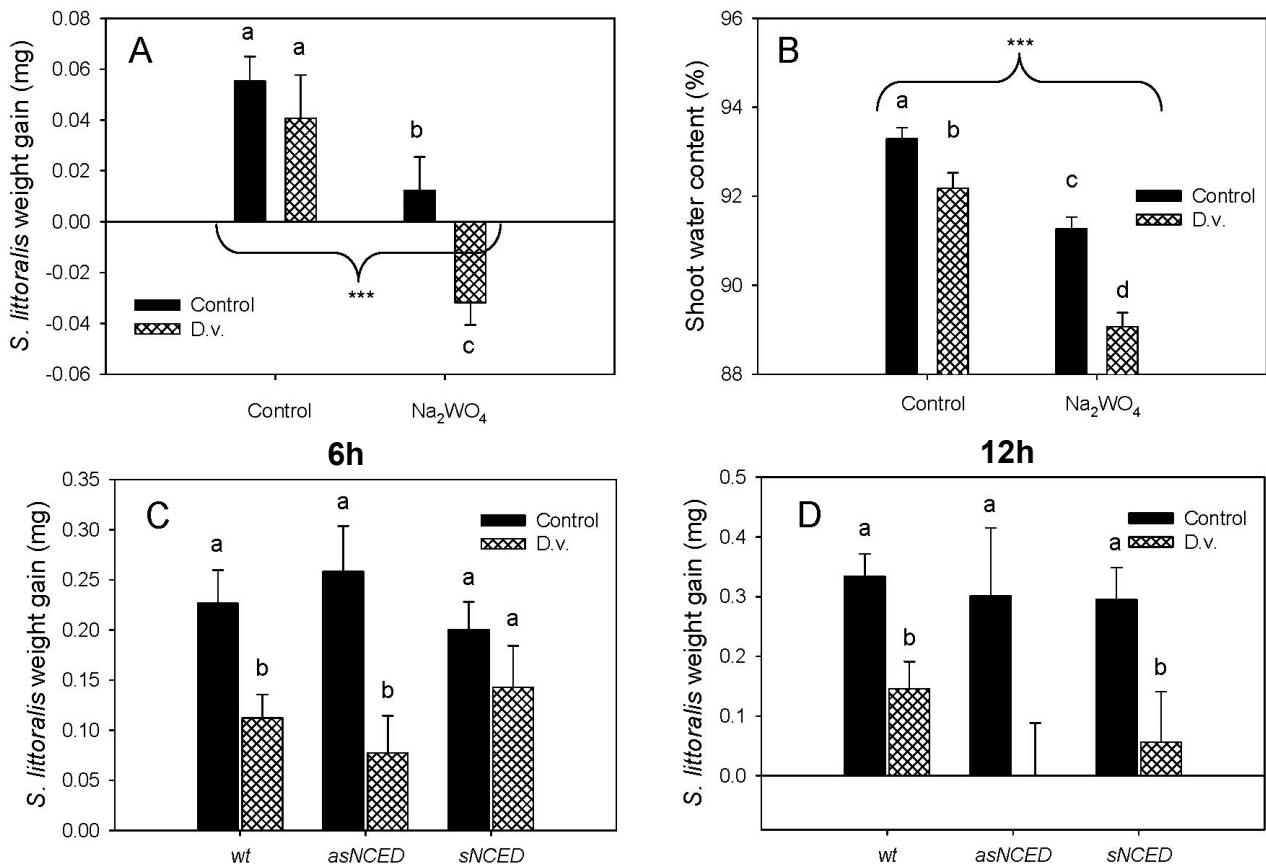 A
S. littoralis weight gain (mg)
0.08
0.06
0.04
0.02
0.00
-0.02
-0.04
-0.06
a
a
b
c
***
Control
D.v.
Control
Na2WO4
B
Shoot water content (%)
96
94
92
90
88
***
a
b
c
d
Control
D.v.
Control
Na2WO4
6h
C
S. littoralis weight gain (mg)
0.35
0.30
0.25
0.20
0.15
0.10
0.05
0.00
a
b
a
b
a
a
Control
D.v.
wt
asNCED
sNCED
12h
D
S. littoralis weight gain (mg)
0.5
0.4
0.3
0.2
0.1
0.0
a
b
a
a
b
Control
D.v.
wt
asNCED
sNCED